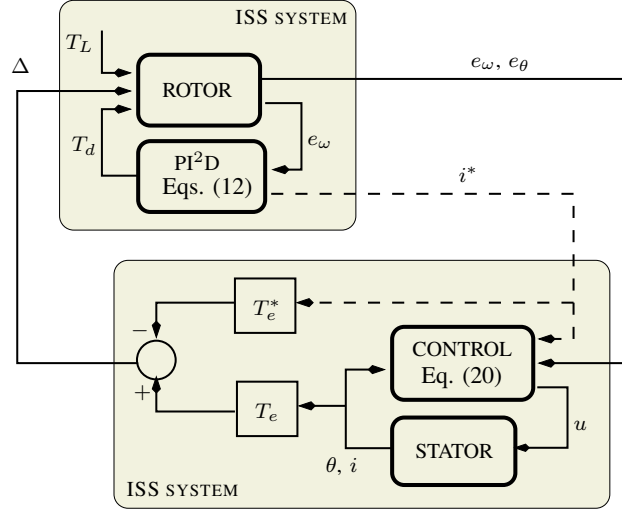 ISS SYSTEM
T_L
Δ
ROTOR
e_ω, e_θ
T_d
e_ω
PI²D
Eqs. (12)
i*
T_e^*
−
CONTROL
Eq. (20)
+
T_e
u
STATOR
θ, i
ISS SYSTEM